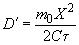 D′ = m₀X² / 2Cτ